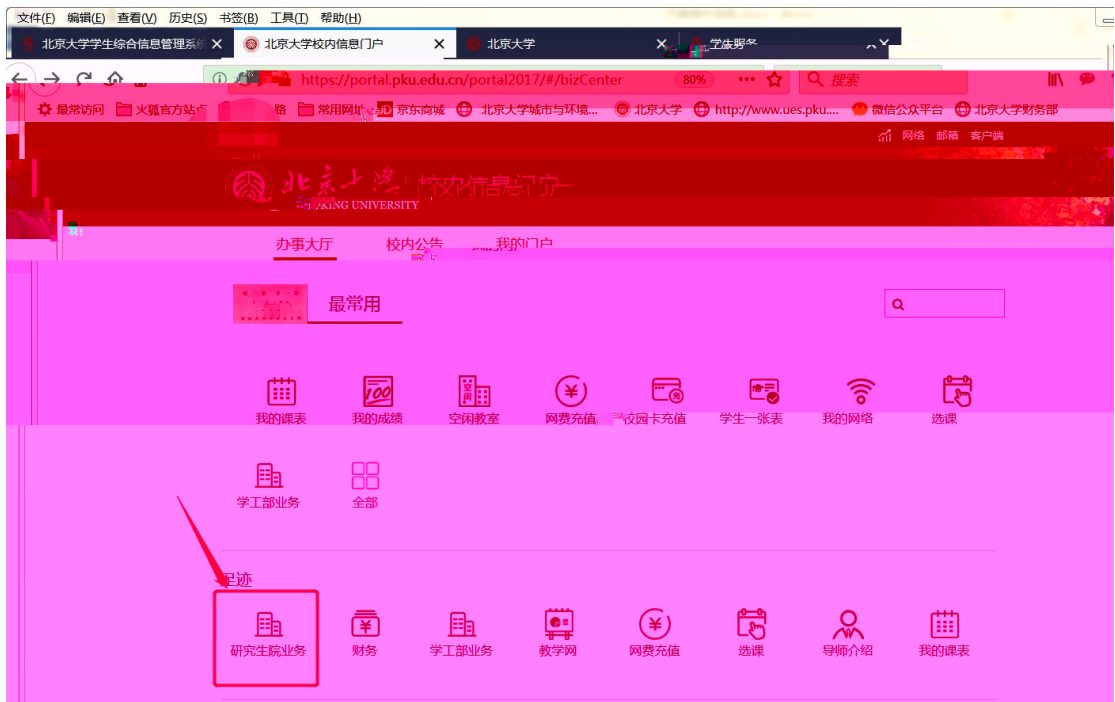 文件(F) 编辑(E) 查看(V) 历史(S) 书签(B) 工具(T) 帮助(H)
北京大学学生综合信息管理系统 北京大学校内信息门户 北京大学
https://portal.pku.edu.cn/portal2017/#/bizCenter 80% 搜索
最常访问 火狐官方站点 常用网址 京东商城 北京大学城市与环境... 北京大学 http://www.ues.pku.... 微信公众平台 北京大学财务部
网络 邮箱 客户端
北京大学 校内信息门户
KING UNIVERSITY
办事大厅 校内公告 我的门户
最常用
我的课表 我的成绩 空闲教室 网费充值 校园卡充值 学生一张表 我的网络 选课
学工部业务 全部
足迹
研究生院业务 财务 学工部业务 教学网 网费充值 选课 导师介绍 我的课表